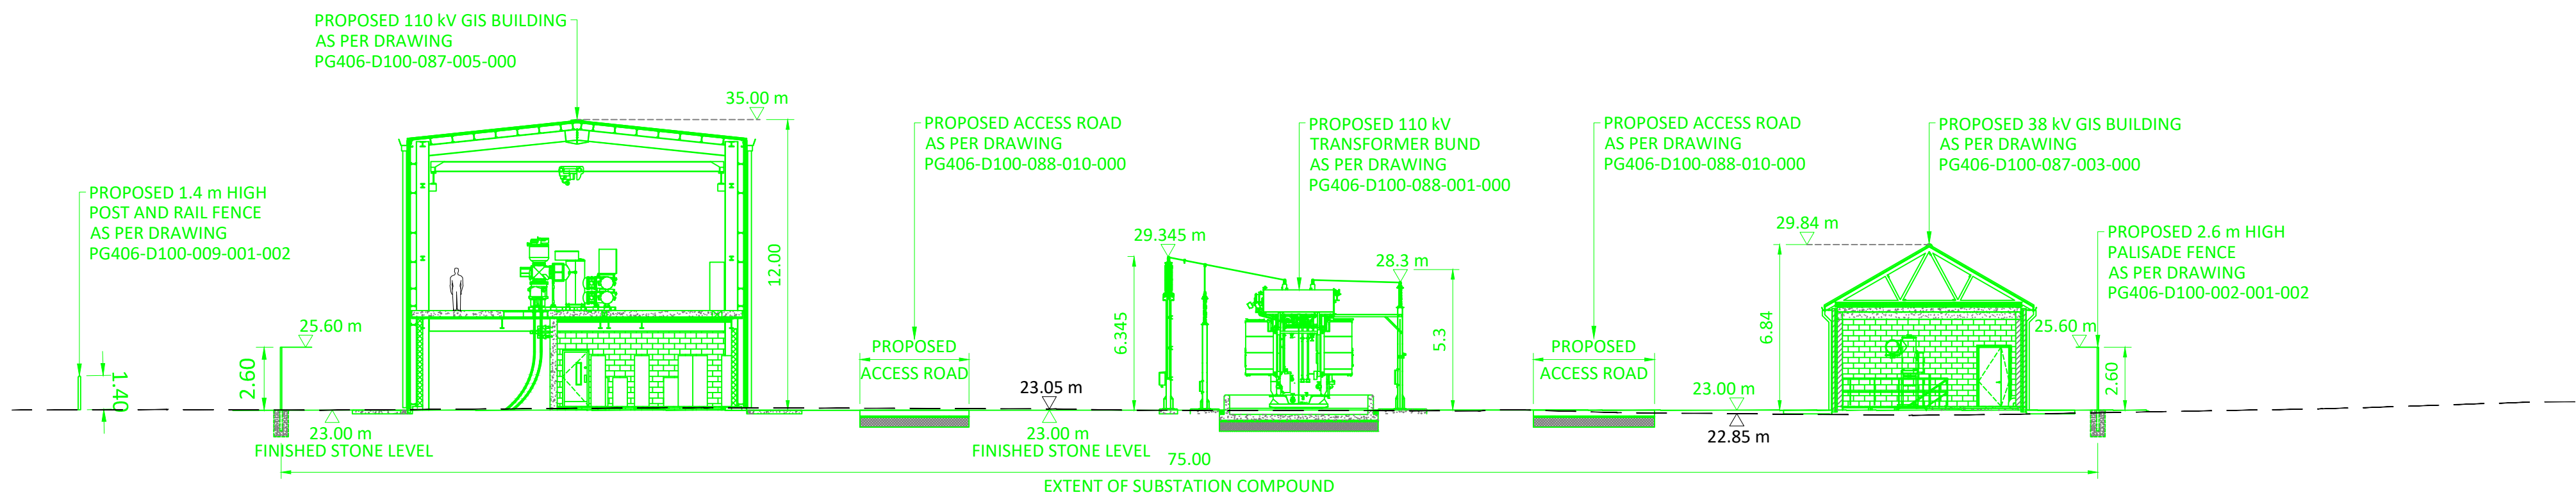 PROPOSED 110 kV GIS BUILDING
AS PER DRAWING
PG406-D100-087-005-000
35.00 m
12.00
PROPOSED 1.4 m HIGH
POST AND RAIL FENCE
AS PER DRAWING
PG406-D100-009-001-002
1.40
25.60 m
2.60
23.00 m
FINISHED STONE LEVEL
PROPOSED ACCESS ROAD
AS PER DRAWING
PG406-D100-088-010-000
PROPOSED
ACCESS ROAD
23.05 m
23.00 m
FINISHED STONE LEVEL
PROPOSED 110 kV
TRANSFORMER BUND
AS PER DRAWING
PG406-D100-088-001-000
29.345 m
6.345
28.3 m
5.3
PROPOSED ACCESS ROAD
AS PER DRAWING
PG406-D100-088-010-000
PROPOSED
ACCESS ROAD
29.84 m
6.84
23.00 m
22.85 m
PROPOSED 38 kV GIS BUILDING
AS PER DRAWING
PG406-D100-087-003-000
PROPOSED 2.6 m HIGH
PALISADE FENCE
AS PER DRAWING
PG406-D100-002-001-002
25.60 m
2.60
75.00
EXTENT OF SUBSTATION COMPOUND